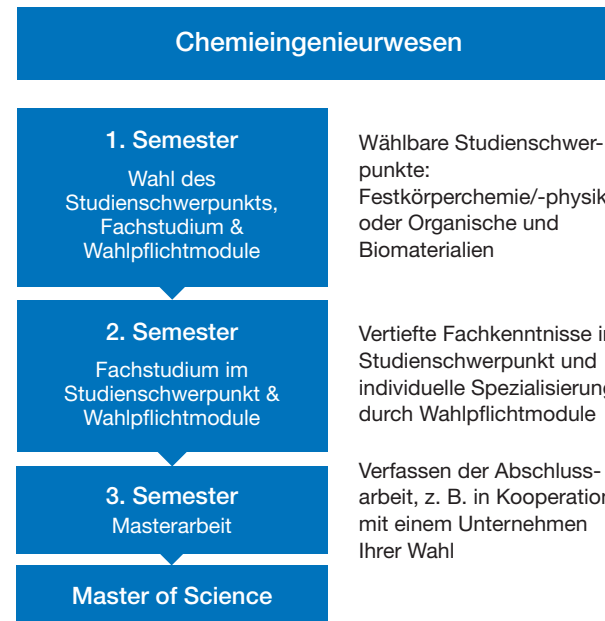 Chemieingenieurwesen
1. Semester
Wahl des
Studienschwerpunkts,
Fachstudium &
Wahlpflichtmodule
Wählbare Studienschwer-
punkte:
Festkörperchemie/-physik
oder Organische und
Biomaterialien
2. Semester
Fachstudium im
Studienschwerpunkt &
Wahlpflichtmodule
Vertiefte Fachkenntnisse i
Studienschwerpunkt und
individuelle Spezialisierung
durch Wahlpflichtmodule
3. Semester
Masterarbeit
Verfassen der Abschluss-
arbeit, z. B. in Kooperation
mit einem Unternehmen
Ihrer Wahl
Master of Science